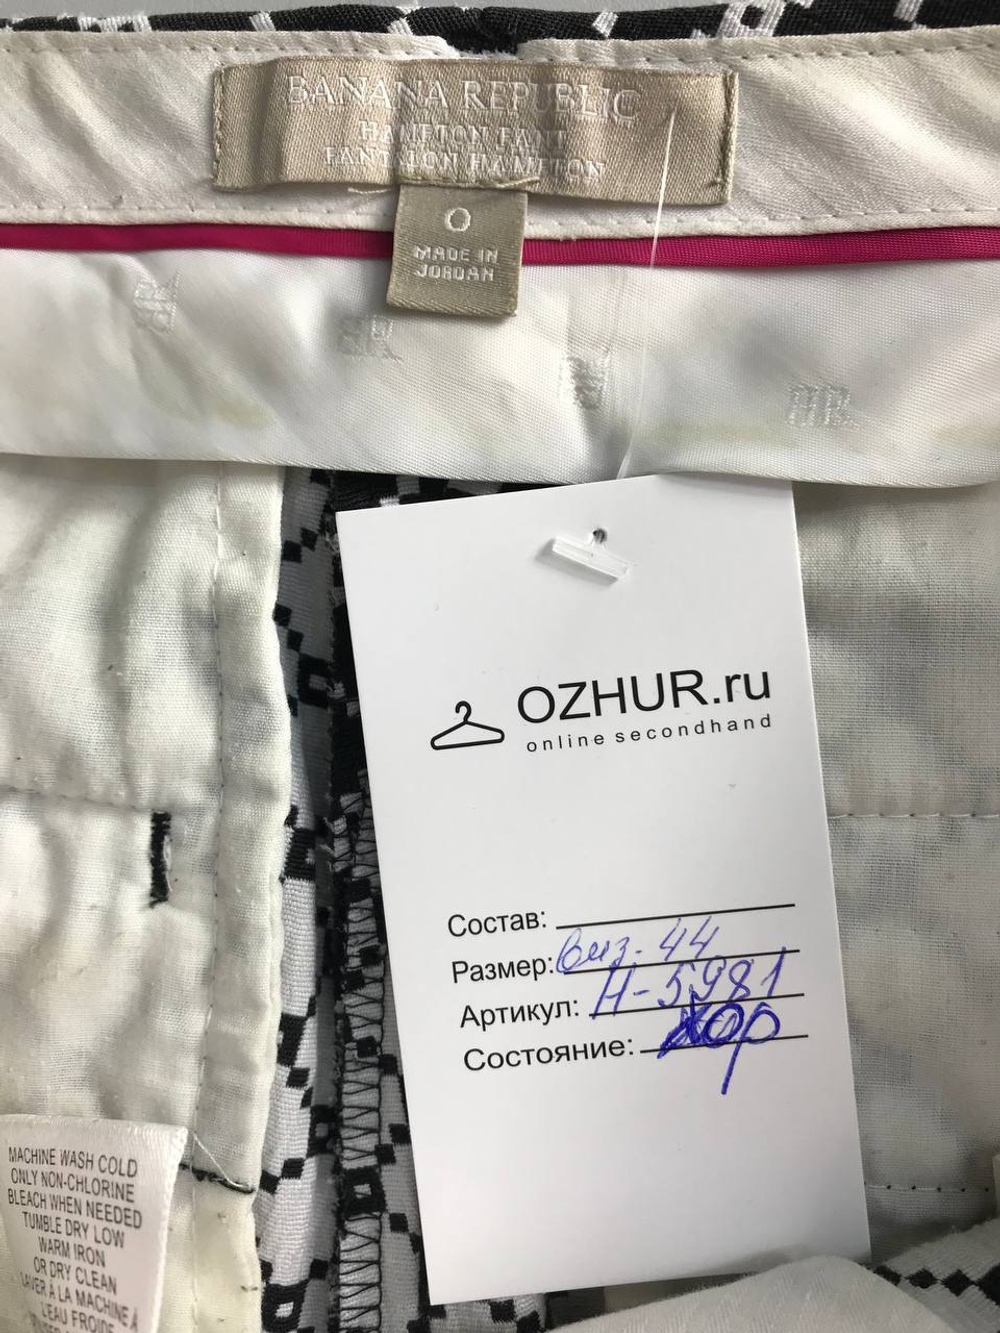 BANANA REPUBLIC
HAMPTON PANT
PANTALON HAMPTON
0
MADE IN
JORDAN
BR
BR
OZHUR.ru
online secondhand
Состав:
Размер: виз-44
Артикул: Н-5981
Состояние: хор
MACHINE WASH COLD
ONLY NON-CHLORINE
BLEACH WHEN NEEDED
TUMBLE DRY LOW
WARM IRON
OR DRY CLEAN
LAVER À LA MACHINE À
L'EAU FROIDE